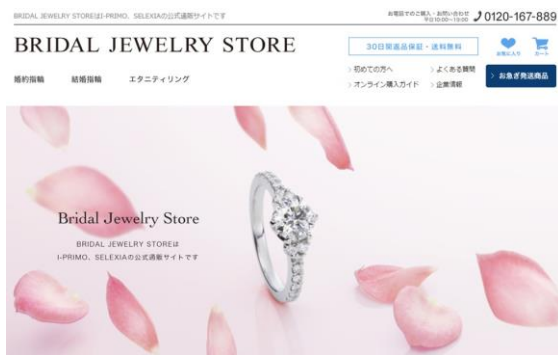 BRIDAL JEWELRY STOREはI-PRIMO、SELEXIAの公式通販サイトです
お電話でのご購入・お問い合わせ
平日10:00~19:00
0120-167-889
BRIDAL JEWELRY STORE
30日間返品保証・送料無料
お気に入り
カート
> 初めての方へ
> よくある質問
> オンライン購入ガイド
> 企業情報
> お急ぎ発送商品
婚約指輪
結婚指輪
エタニティリング
Bridal Jewelry Store
BRIDAL JEWELRY STOREは
I-PRIMO、SELEXIAの公式通販サイトです